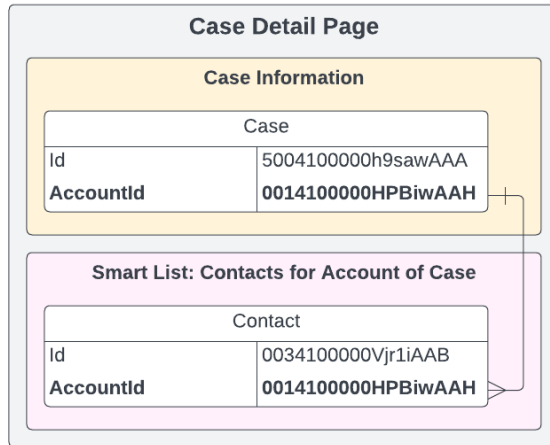 Case Detail Page
Case Information
Case
Id 5004100000h9sawAAA
AccountId 0014100000HPBiwAAH
Smart List: Contacts for Account of Case
Contact
Id 0034100000Vjr1iAAB
AccountId 0014100000HPBiwAAH